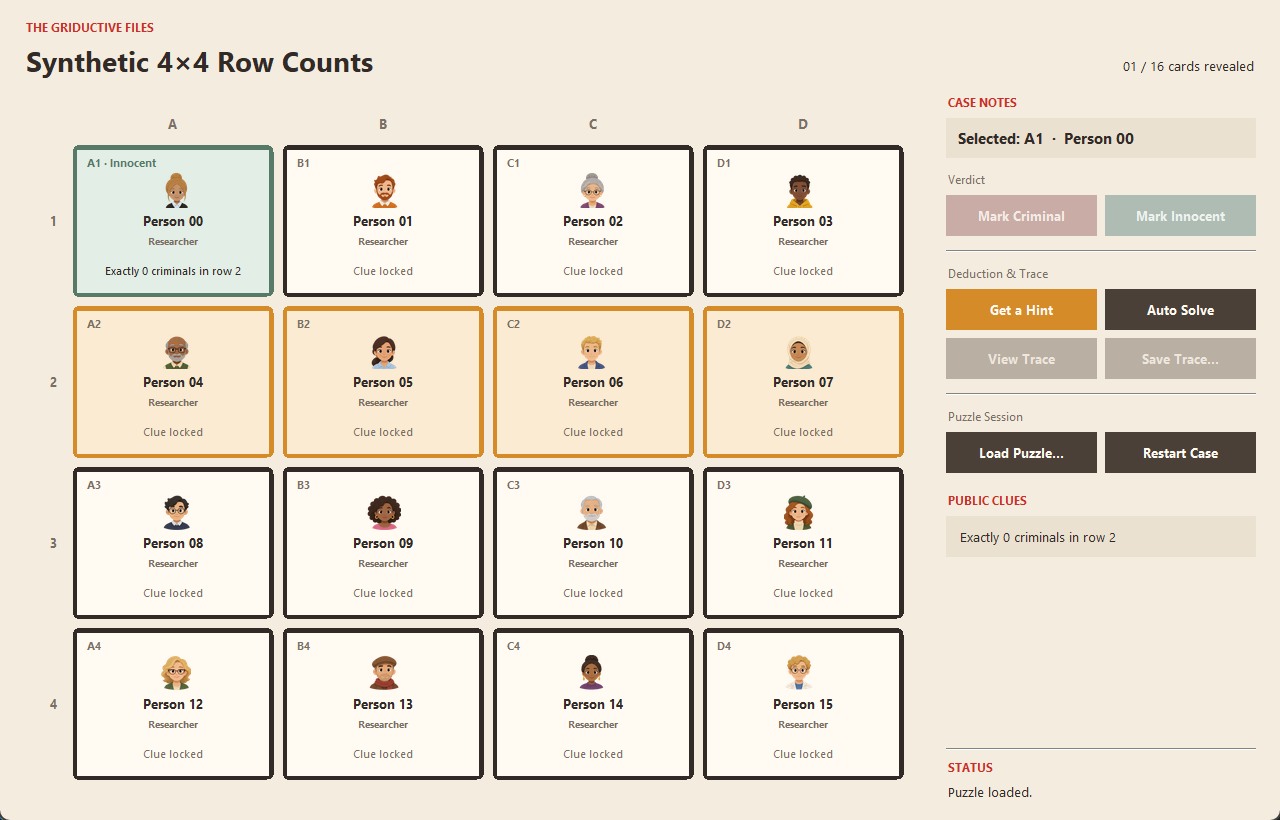 THE GRIDUCTIVE FILES
Synthetic 4×4 Row Counts
01 / 16 cards revealed
A B C D
1
A1 · Innocent
Person 00
Researcher
Exactly 0 criminals in row 2
B1
Person 01
Researcher
Clue locked
C1
Person 02
Researcher
Clue locked
D1
Person 03
Researcher
Clue locked
2
A2
Person 04
Researcher
Clue locked
B2
Person 05
Researcher
Clue locked
C2
Person 06
Researcher
Clue locked
D2
Person 07
Researcher
Clue locked
3
A3
Person 08
Researcher
Clue locked
B3
Person 09
Researcher
Clue locked
C3
Person 10
Researcher
Clue locked
D3
Person 11
Researcher
Clue locked
4
A4
Person 12
Researcher
Clue locked
B4
Person 13
Researcher
Clue locked
C4
Person 14
Researcher
Clue locked
D4
Person 15
Researcher
Clue locked
CASE NOTES
Selected: A1 · Person 00
Verdict
Mark Criminal
Mark Innocent
Deduction & Trace
Get a Hint
Auto Solve
View Trace
Save Trace...
Puzzle Session
Load Puzzle...
Restart Case
PUBLIC CLUES
Exactly 0 criminals in row 2
STATUS
Puzzle loaded.